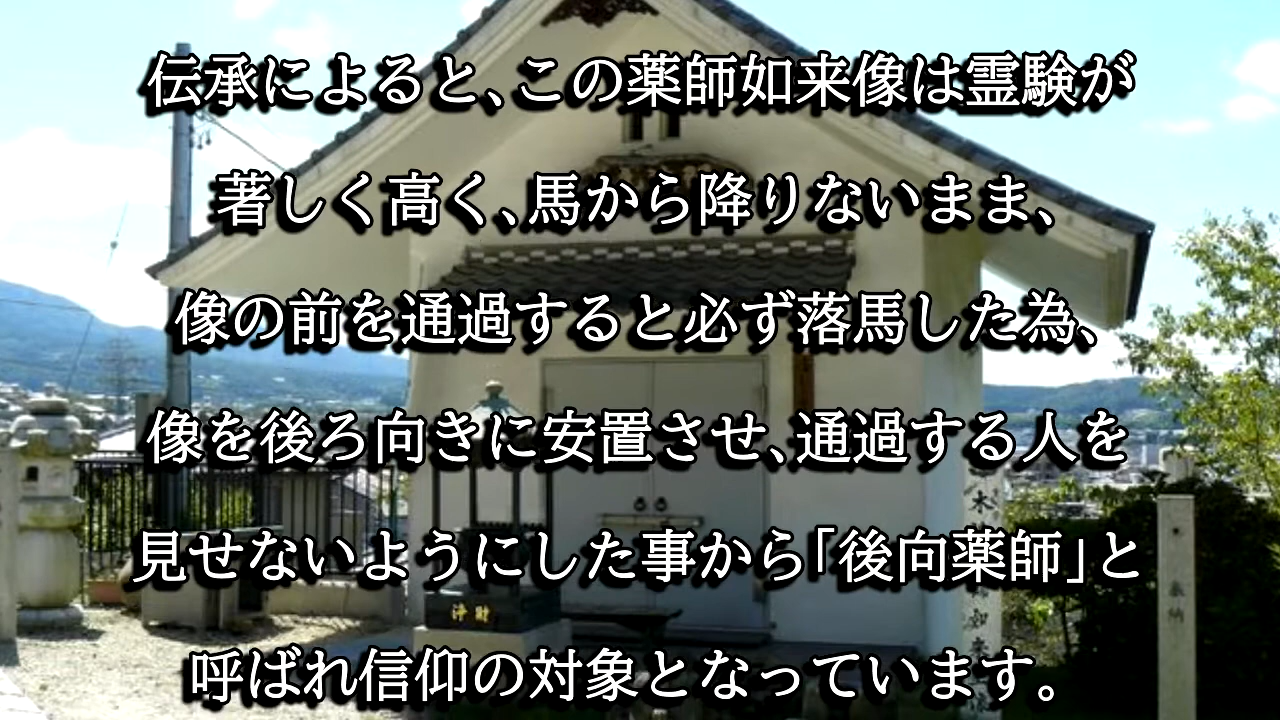 伝承によると、この薬師如来像は霊験が
著しく高く、馬から降りないまま、
像の前を通過すると必ず落馬した為、
像を後ろ向きに安置させ、通過する人を
見せないようにした事から「後向薬師」と
呼ばれ信仰の対象となっています。
浄財
奉納